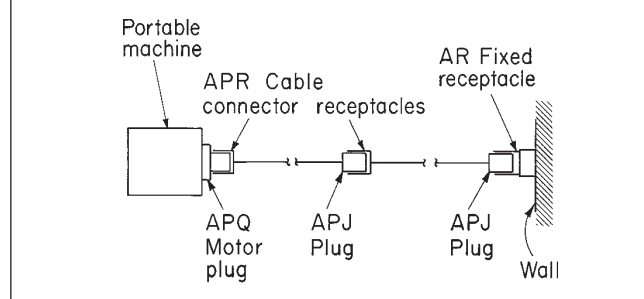 Portable
machine
APR Cable
connector receptacles
AR Fixed
receptacle
APQ
Motor
plug
APJ
Plug
APJ
Plug
Wall